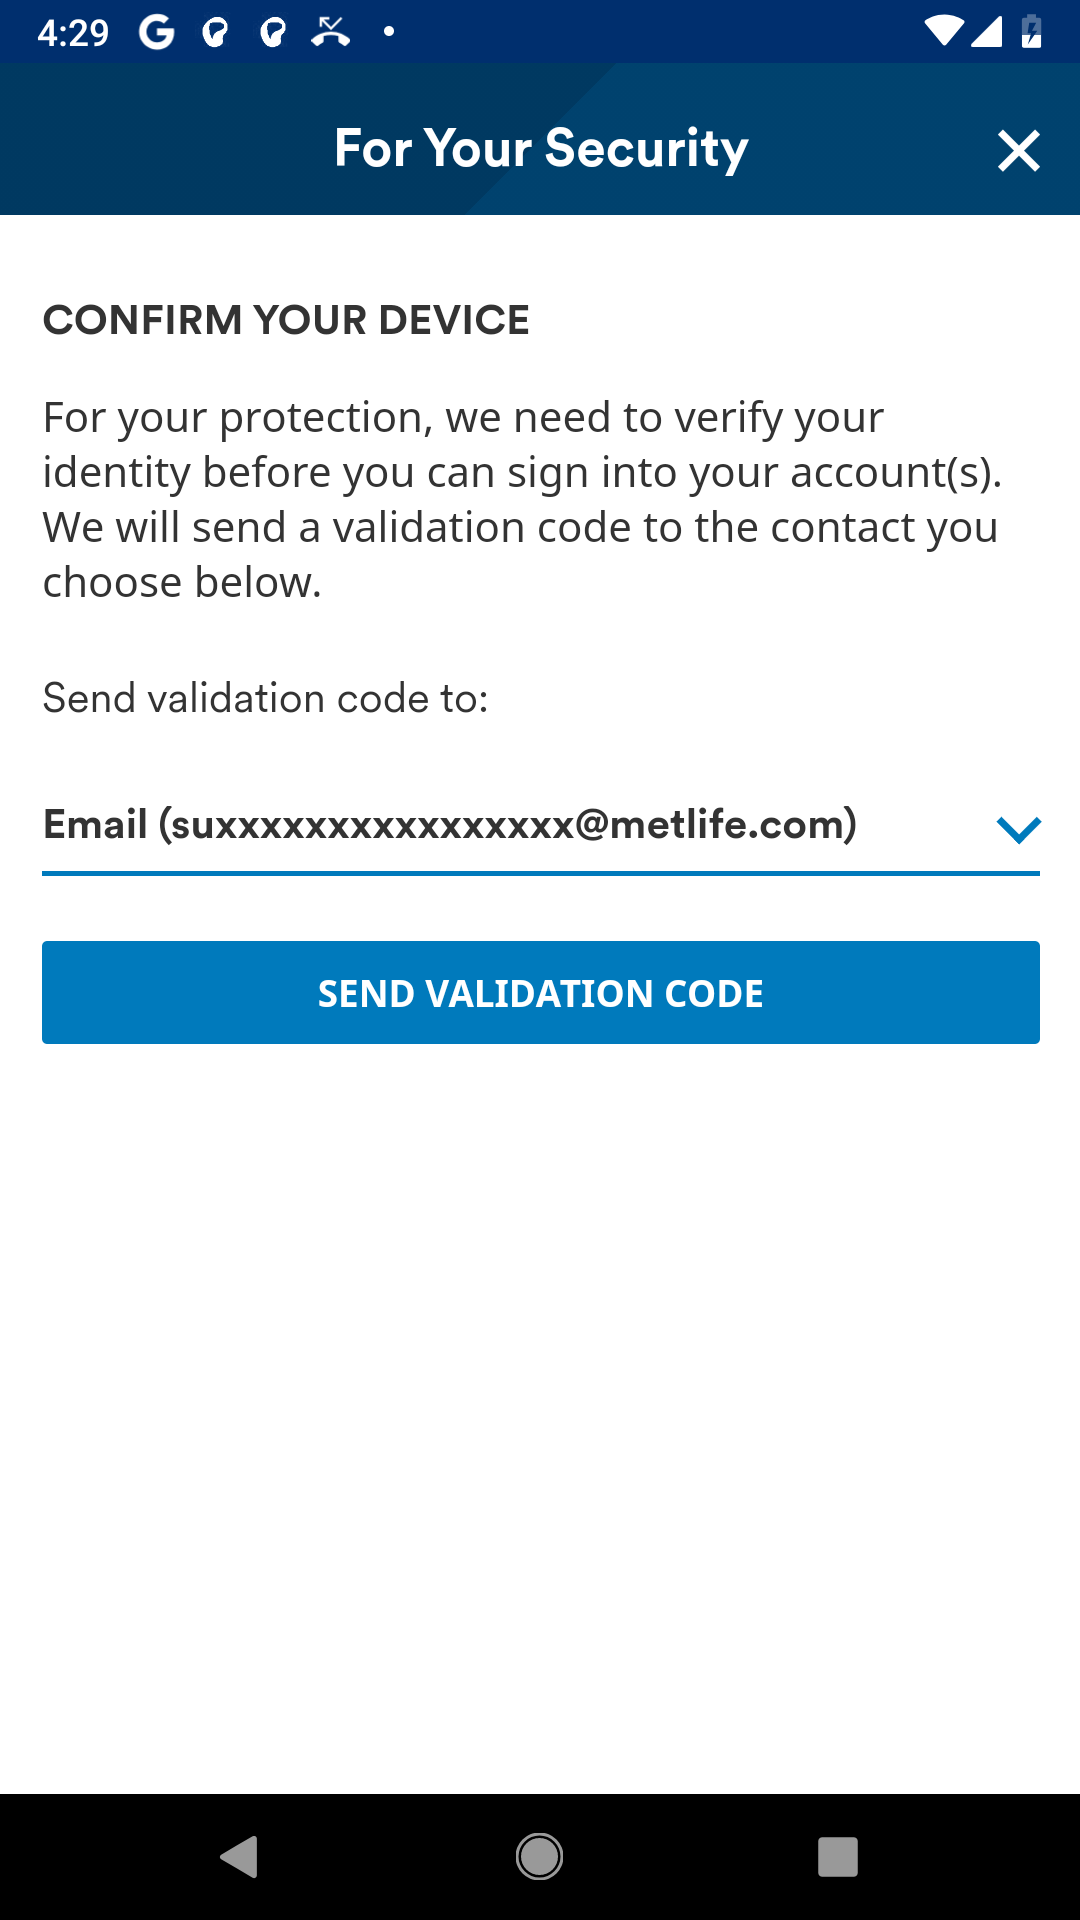 4:29
For Your Security
CONFIRM YOUR DEVICE
For your protection, we need to verify your
identity before you can sign into your account(s).
We will send a validation code to the contact you
choose below.
Send validation code to:
Email (suxxxxxxxxxxxxxxxx@metlife.com)
SEND VALIDATION CODE